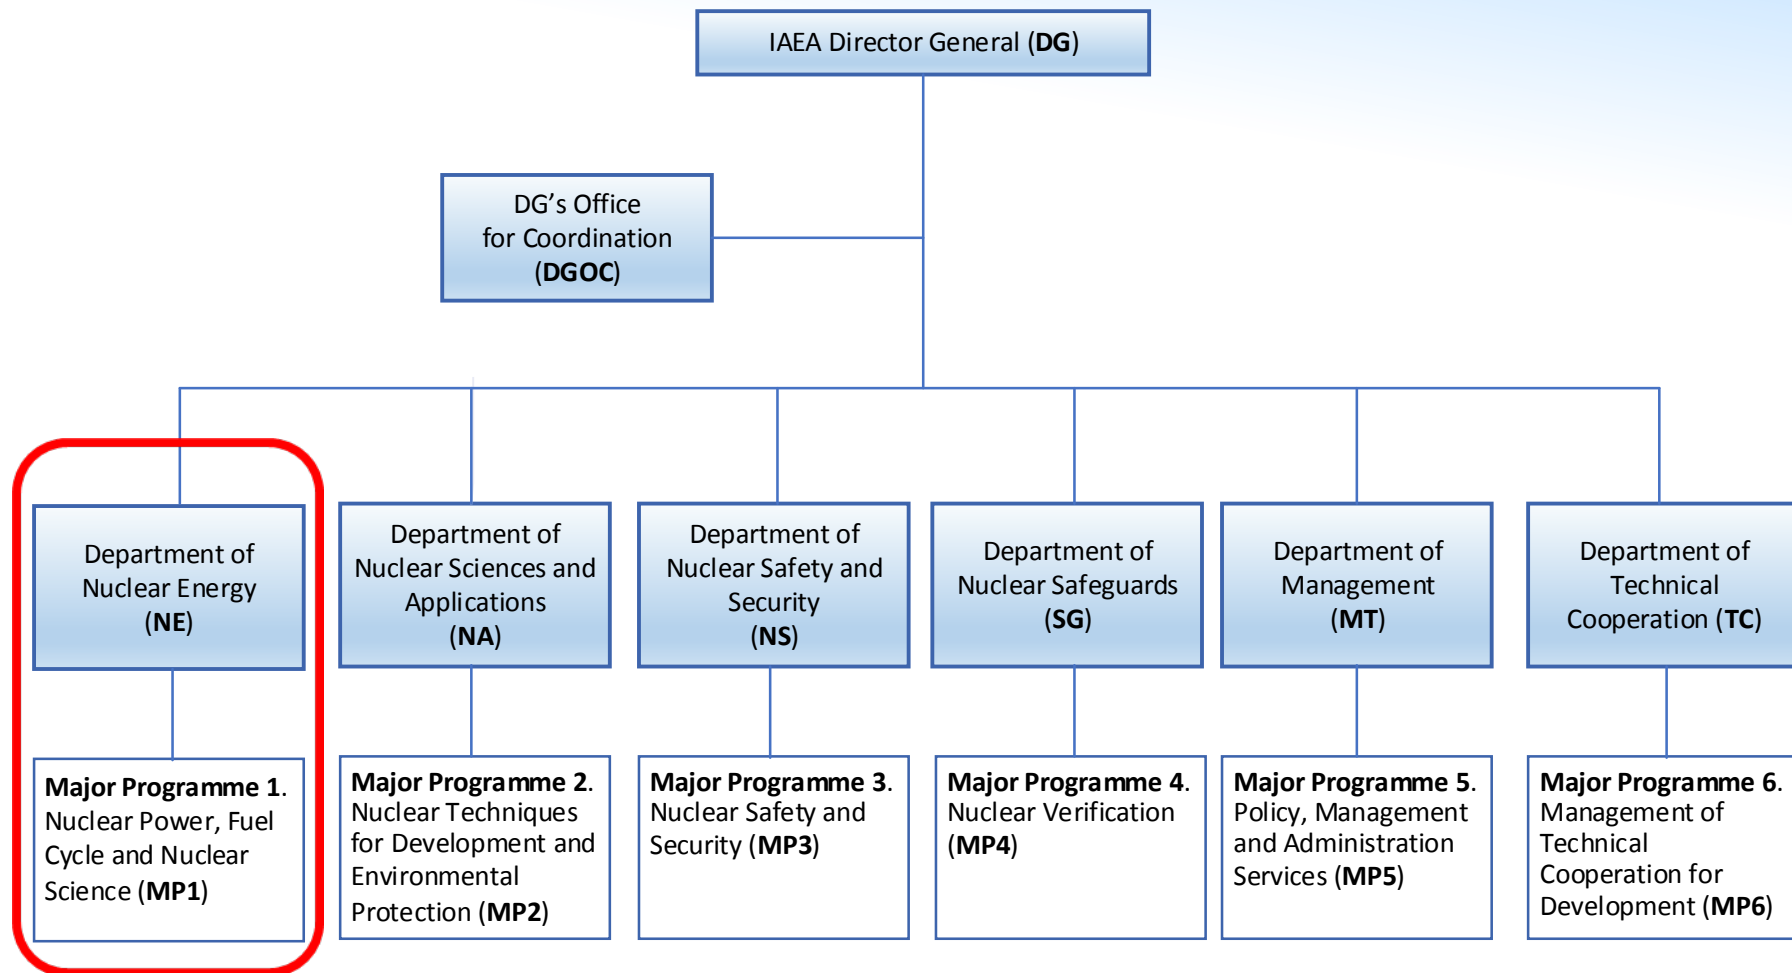 IAEA Director General (DG)
DG’s Office
for Coordination
(DGOC)
Department of
Nuclear Energy
(NE)
Department of
Nuclear Sciences and
Applications
(NA)
Department of
Nuclear Safety and
Security
(NS)
Department of
Nuclear Safeguards
(SG)
Department of
Management
(MT)
Department of
Technical
Cooperation (TC)
Major Programme 1.
Nuclear Power, Fuel
Cycle and Nuclear
Science (MP1)
Major Programme 2.
Nuclear Techniques
for Development and
Environmental
Protection (MP2)
Major Programme 3.
Nuclear Safety and
Security (MP3)
Major Programme 4.
Nuclear Verification
(MP4)
Major Programme 5.
Policy, Management
and Administration
Services (MP5)
Major Programme 6.
Management of
Technical
Cooperation for
Development (MP6)